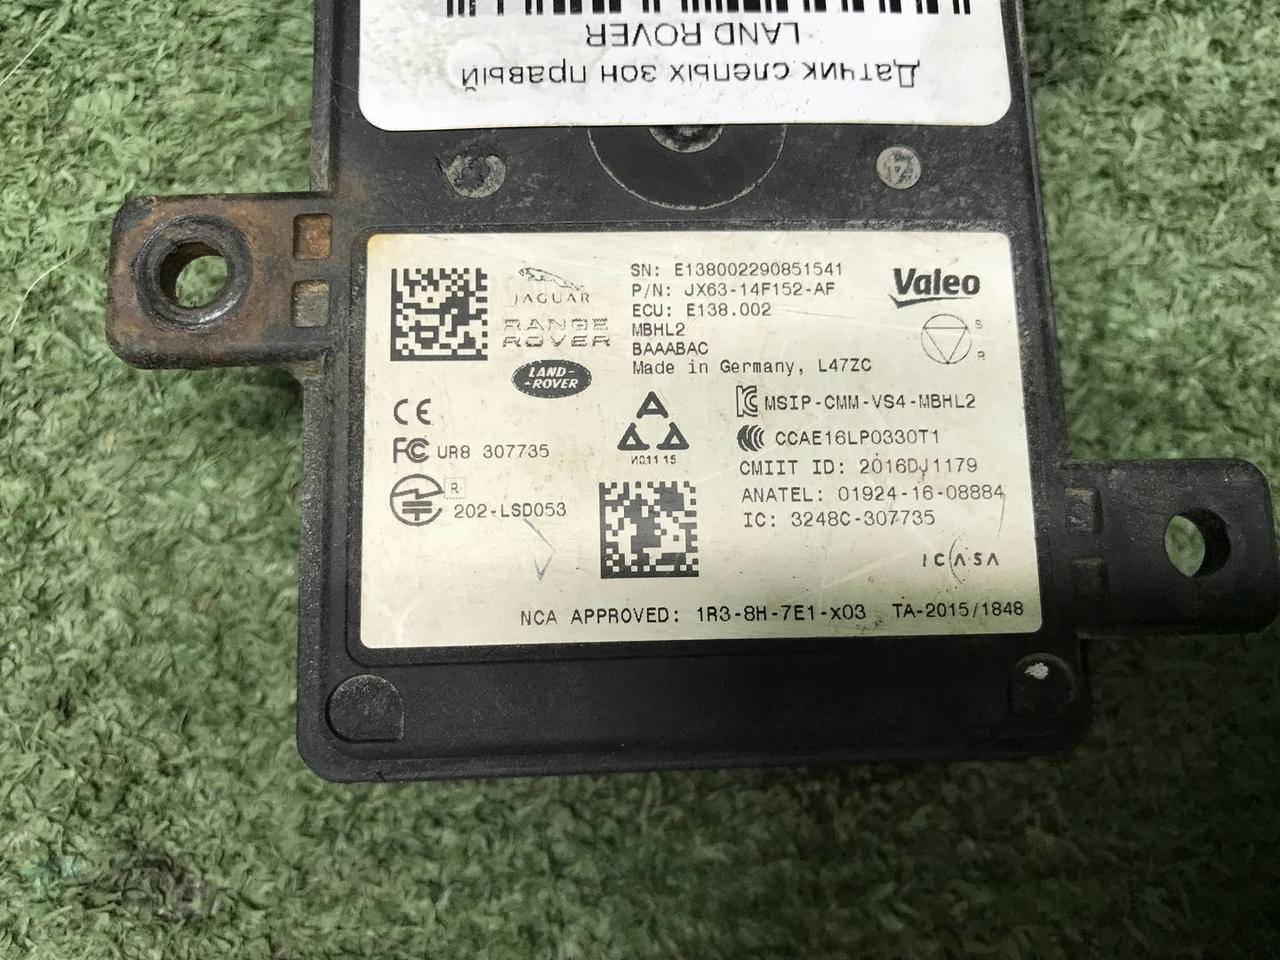 Датчик слепых зон правый
LAND ROVER
JAGUAR
RANGE
ROVER
LAND-
-ROVER
SN: E138002290851541
P/N: JX63-14F152-AF
ECU: E138.002
MBHL2
BAAABAC
Made in Germany, L47ZC
Valeo
S
R
CE
FC UR8 307735
R
202-LSD053
И011 15
MSIP-CMM-VS4-MBHL2
CCAE16LP0330T1
CMIIT ID: 2016DJ1179
ANATEL: 01924-16-08884
IC: 3248C-307735
ICASA
NCA APPROVED: 1R3-8H-7E1-x03 TA-2015/1848